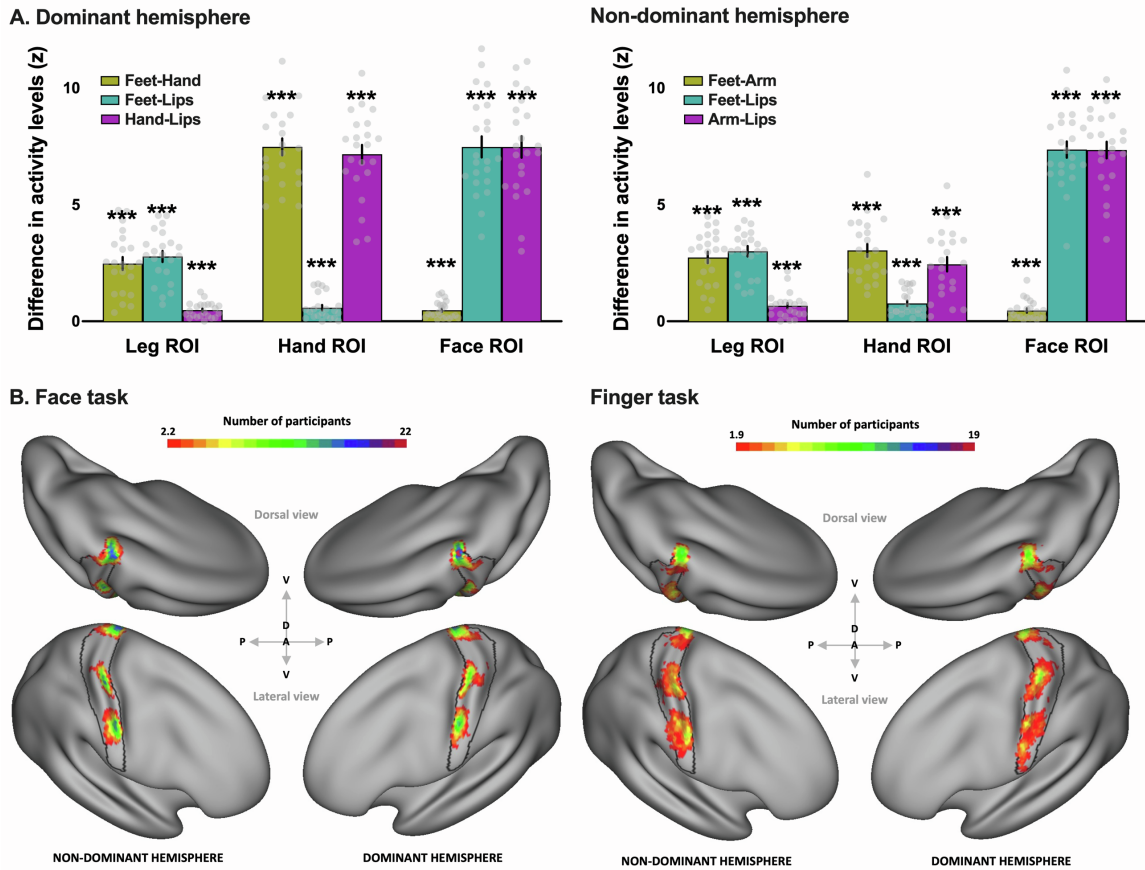 A. Dominant hemisphere
Difference in activity levels (z)
10
5
0
Feet-Hand
Feet-Lips
Hand-Lips
*** *** ***
*** *** ***
*** *** ***
Leg ROI Hand ROI Face ROI
Non-dominant hemisphere
Difference in activity levels (z)
10
5
0
Feet-Arm
Feet-Lips
Arm-Lips
*** *** ***
*** *** ***
*** *** ***
Leg ROI Hand ROI Face ROI
B. Face task
Number of participants
2.2 22
Dorsal view
V
D
P A P
V
Lateral view
NON-DOMINANT HEMISPHERE DOMINANT HEMISPHERE
Finger task
Number of participants
1.9 19
Dorsal view
V
D
P A P
V
Lateral view
NON-DOMINANT HEMISPHERE DOMINANT HEMISPHERE